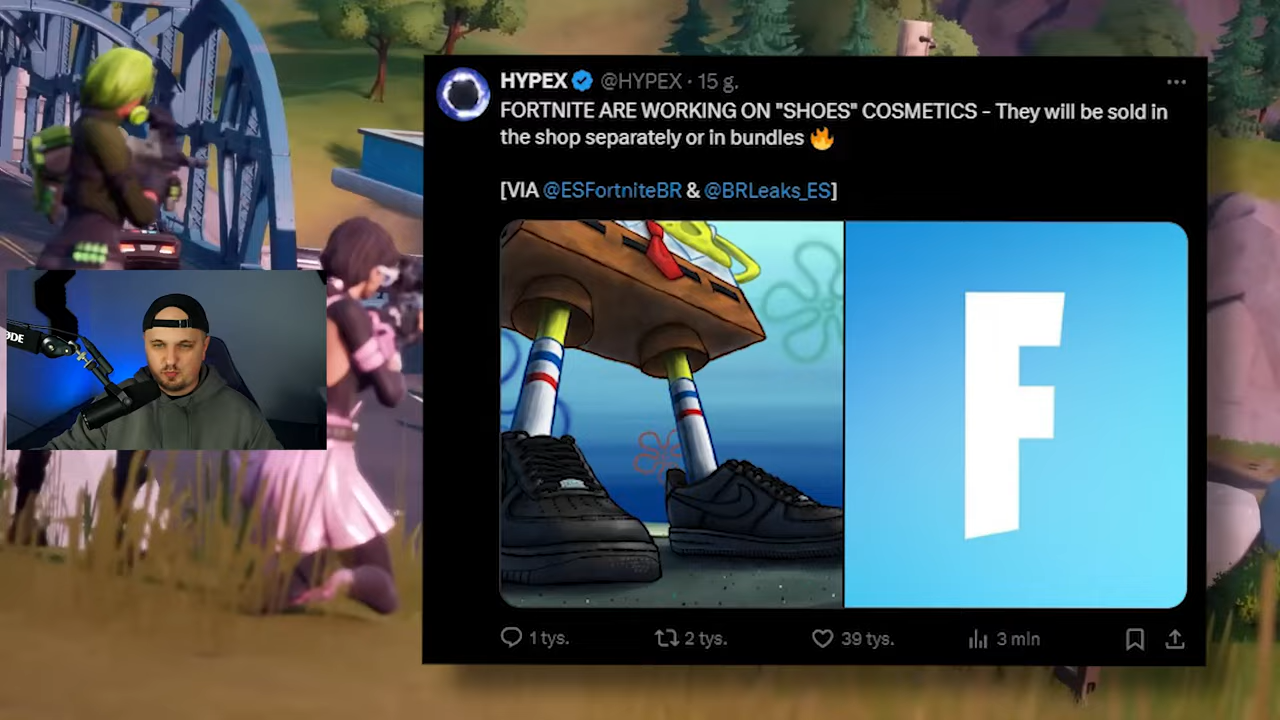 HYPEX @HYPEX · 15 g.
FORTNITE ARE WORKING ON "SHOES" COSMETICS - They will be sold in
the shop separately or in bundles 🔥
[VIA @ESFortniteBR & @BRLeaks_ES]
ØDE
F
1 tys. 2 tys. 39 tys. 3 mln